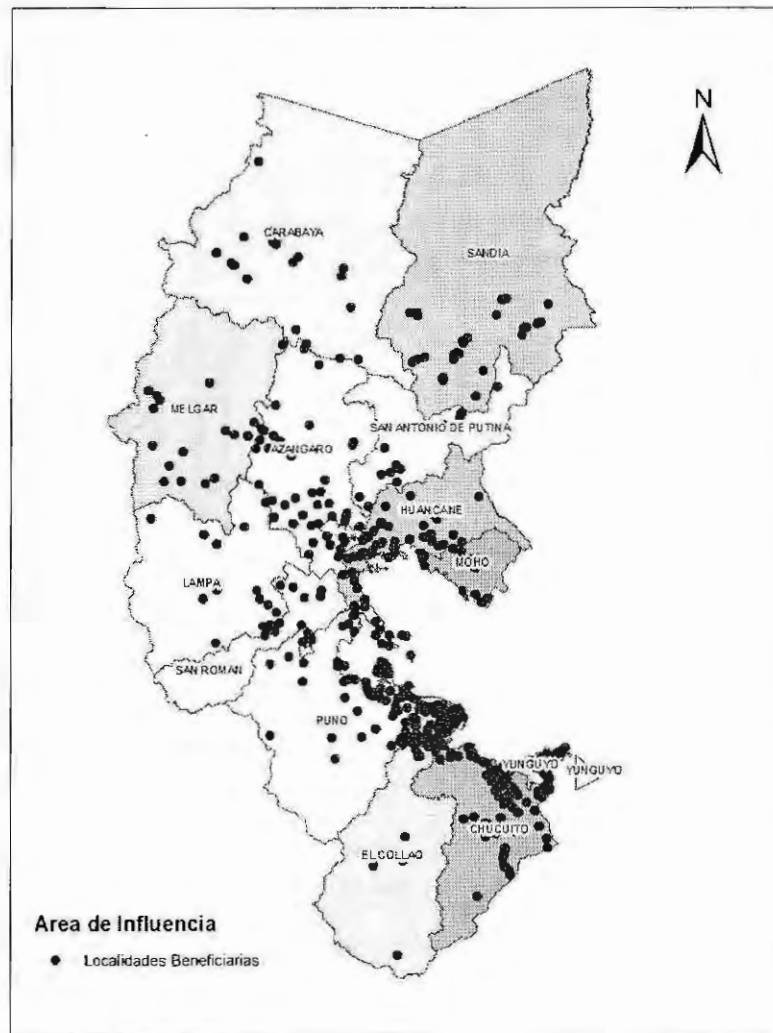 N
CARABAYA
SANDIA
MELGAR
SAN ANTONIO DE PUTINA
AZANGARO
HUANCANE
MOHO
LAMPA
SAN ROMAN
PUNO
YUNGUYO
YUNGUYO
CHUCUITO
EL COLLAO
Area de Influencia
Localidades Beneficiarias